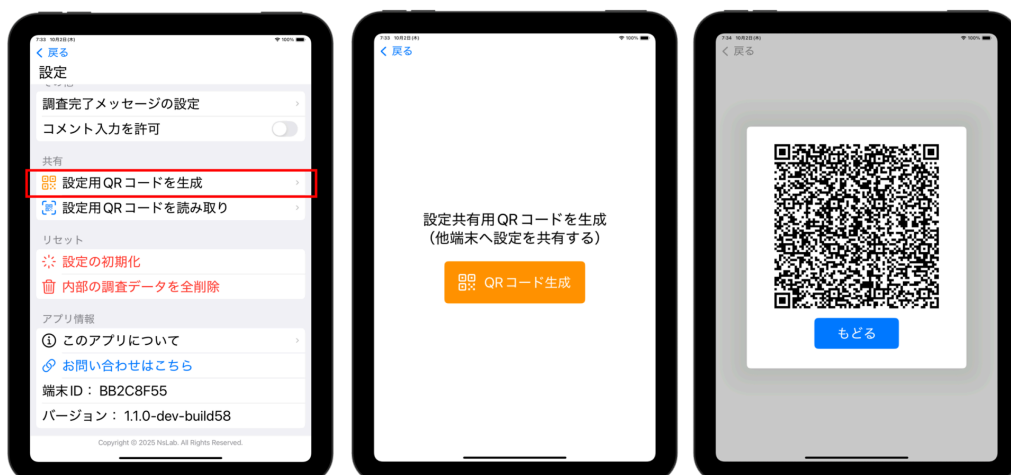 7:33 10月2日(木)
100%
戻る
設定
その他
調査完了メッセージの設定
コメント入力を許可
共有
設定用QRコードを生成
設定用QRコードを読み取り
リセット
設定の初期化
内部の調査データを全削除
アプリ情報
このアプリについて
お問い合わせはこちら
端末ID： BB2C8F55
バージョン： 1.1.0-dev-build58
Copyright © 2025 NsLab. All Rights Reserved.
7:33 10月2日(木)
100%
戻る
設定共有用QRコードを生成
（他端末へ設定を共有する）
QRコード生成
7:34 10月2日(木)
100%
戻る
もどる